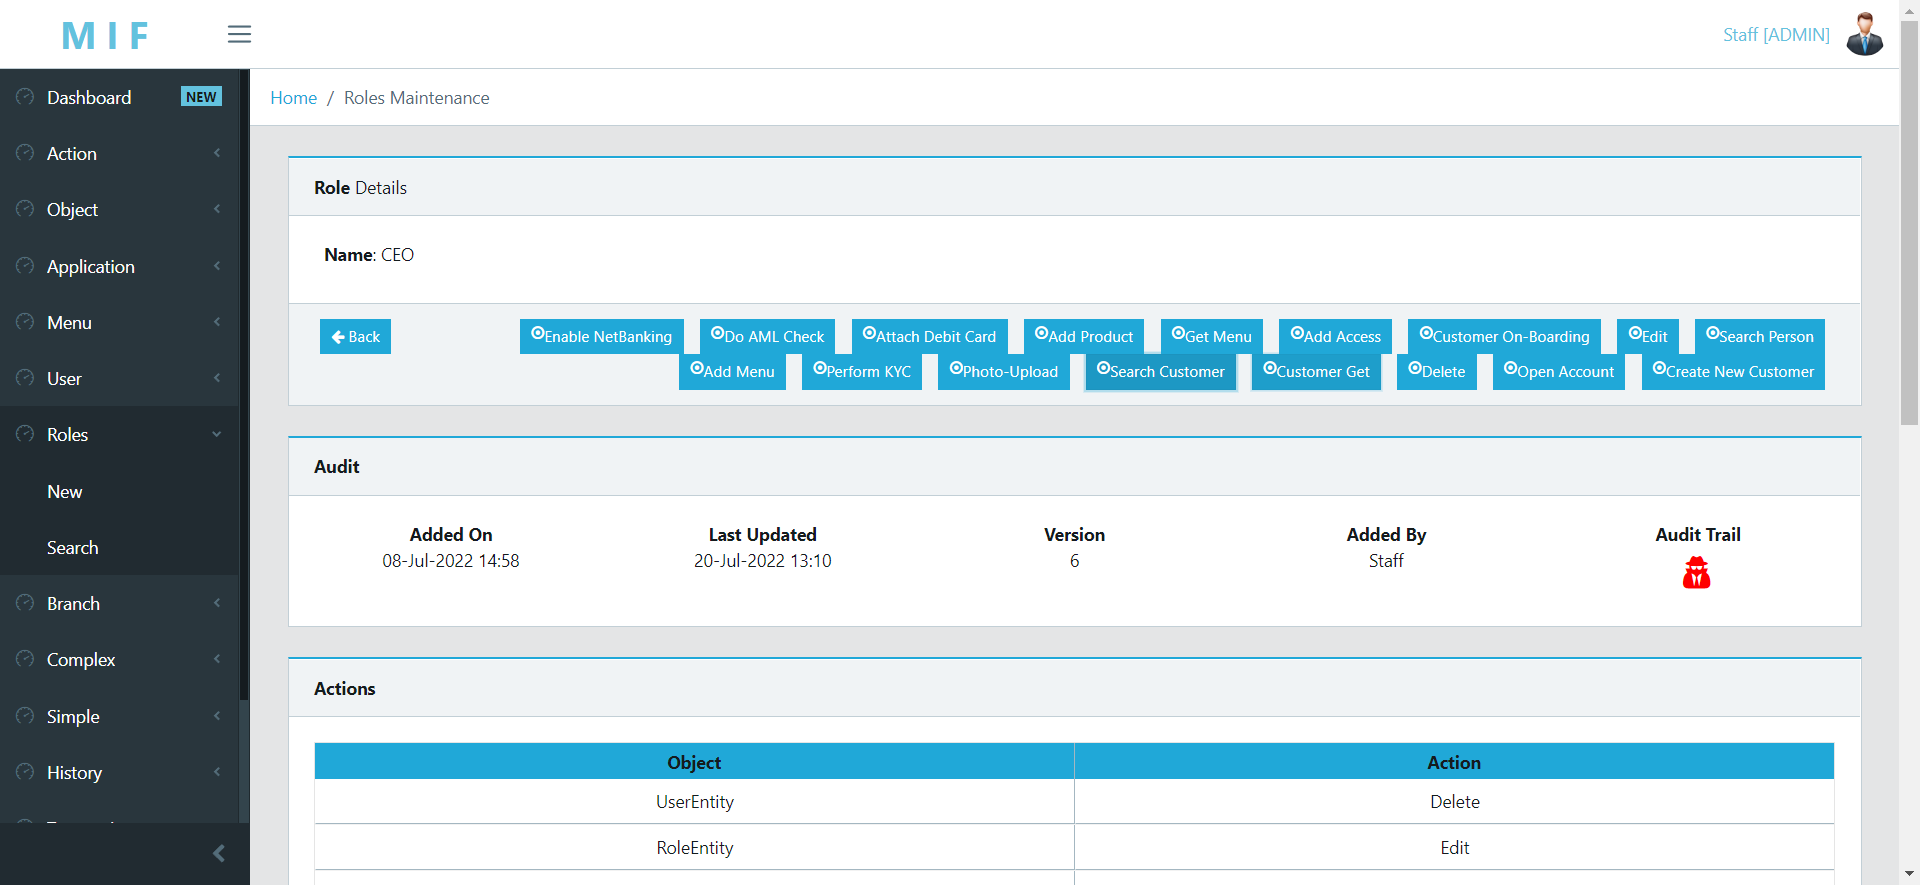 M I F
Staff [ADMIN]
Dashboard NEW
Action
Object
Application
Menu
User
Roles
New
Search
Branch
Complex
Simple
History
Home / Roles Maintenance
Role Details
Name: CEO
Back Enable NetBanking Do AML Check Attach Debit Card Add Product Get Menu Add Access Customer On-Boarding Edit Search Person
Add Menu Perform KYC Photo-Upload Search Customer Customer Get Delete Open Account Create New Customer
Audit
Added On Last Updated Version Added By Audit Trail
08-Jul-2022 14:58 20-Jul-2022 13:10 6 Staff
Actions
Object Action
UserEntity Delete
RoleEntity Edit